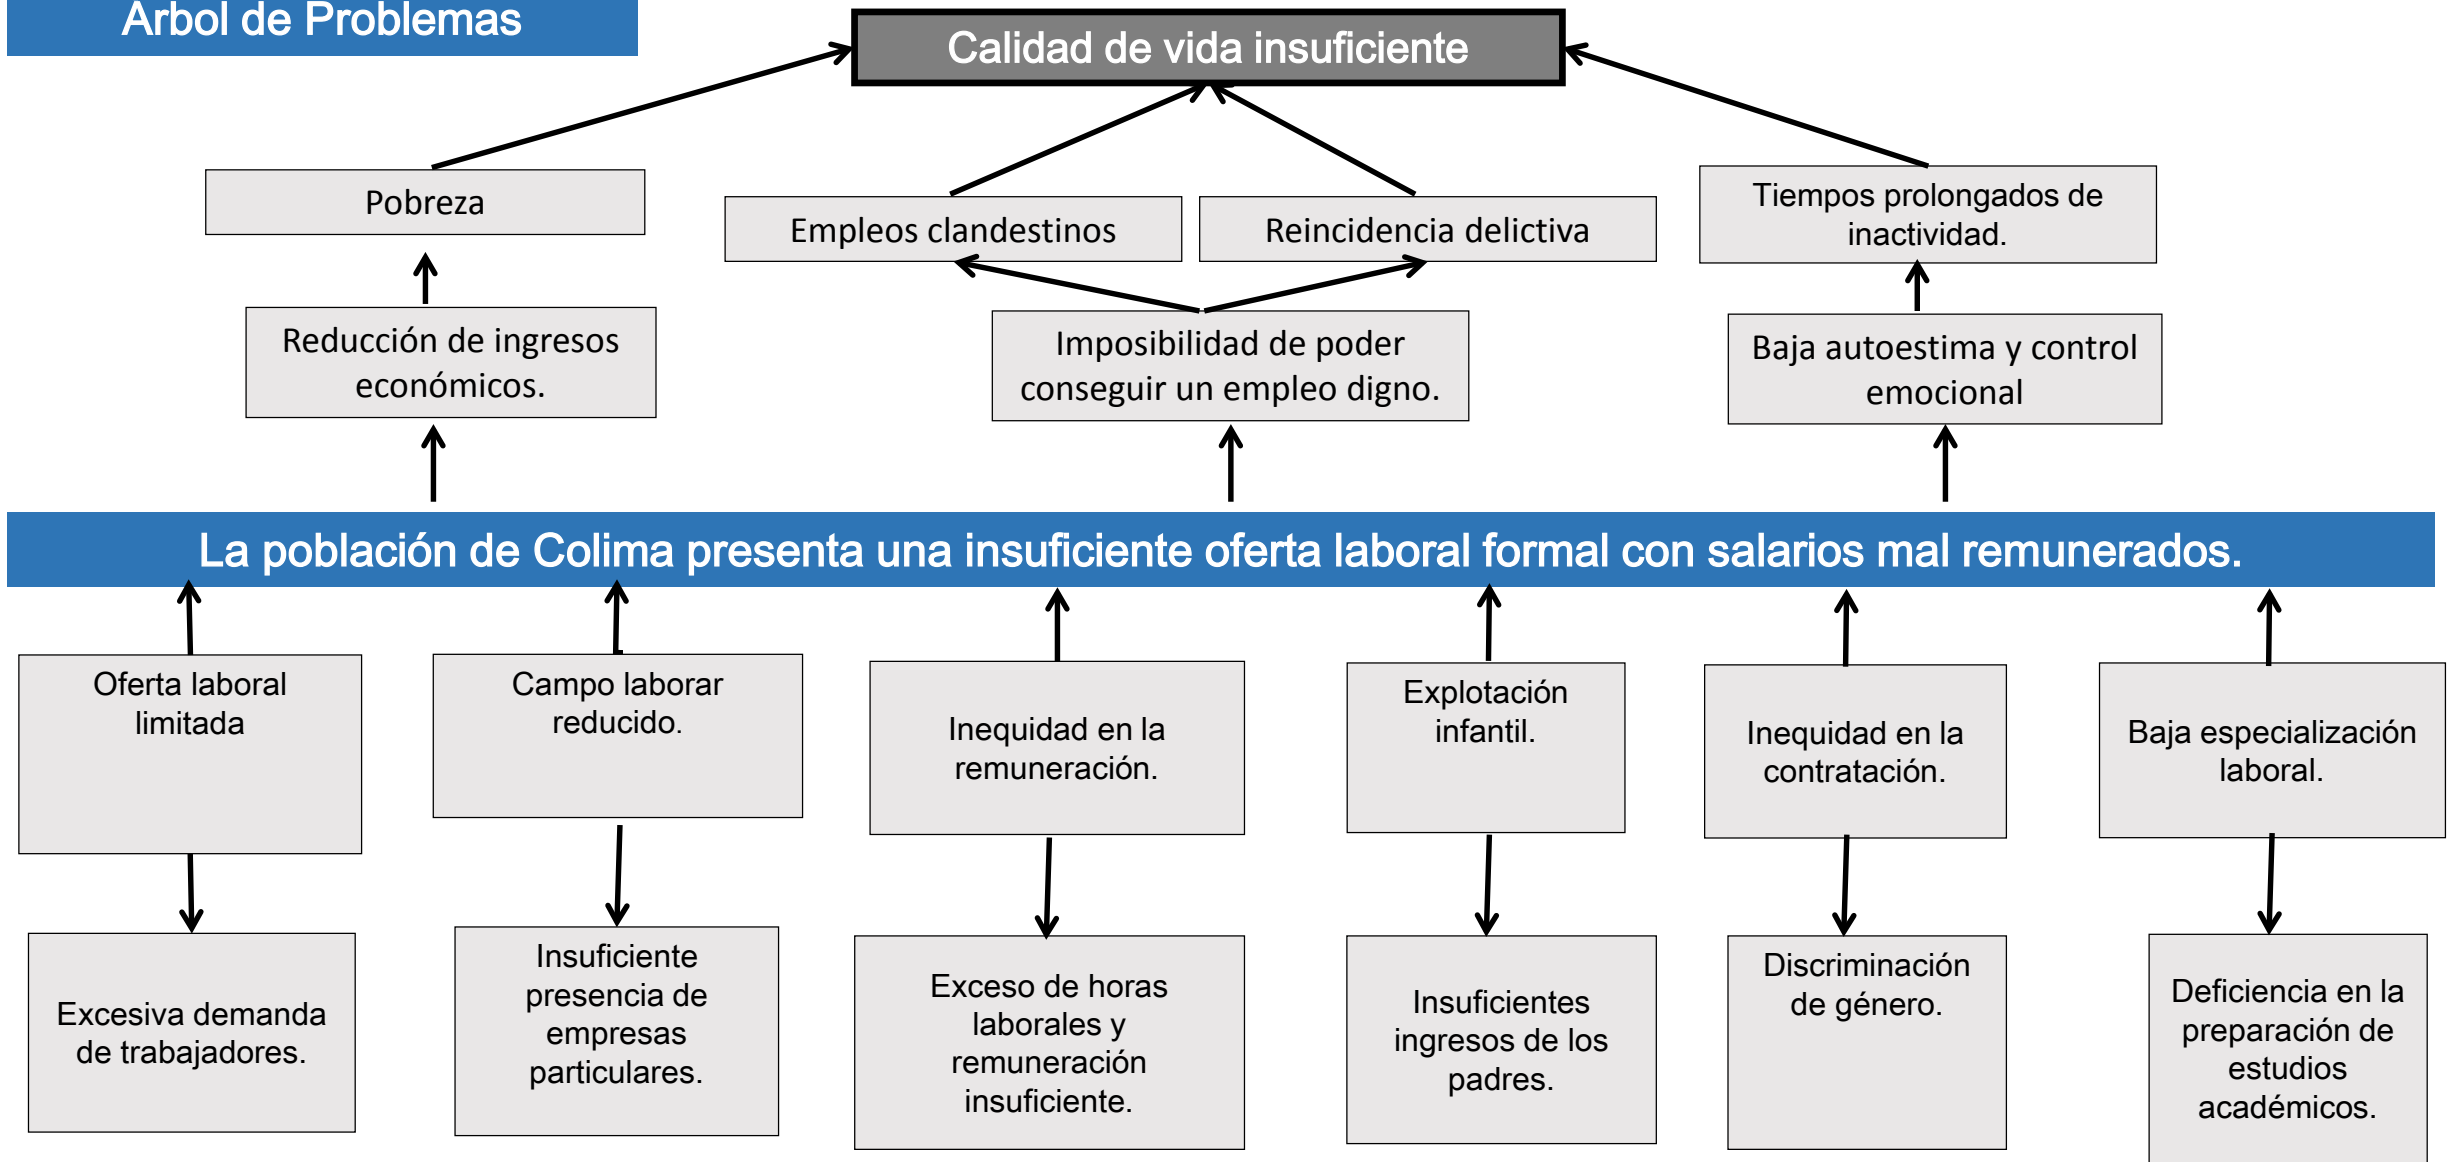 Arbol de Problemas
Calidad de vida insuficiente
Pobreza
Empleos clandestinos
Reincidencia delictiva
Tiempos prolongados de
inactividad.
Reducción de ingresos
económicos.
Imposibilidad de poder
conseguir un empleo digno.
Baja autoestima y control
emocional
La población de Colima presenta una insuficiente oferta laboral formal con salarios mal remunerados.
Oferta laboral
limitada
Campo laborar
reducido.
Inequidad en la
remuneración.
Explotación
infantil.
Inequidad en la
contratación.
Baja especialización
laboral.
Excesiva demanda
de trabajadores.
Insuficiente
presencia de
empresas
particulares.
Exceso de horas
laborales y
remuneración
insuficiente.
Insuficientes
ingresos de los
padres.
Discriminación
de género.
Deficiencia en la
preparación de
estudios
académicos.